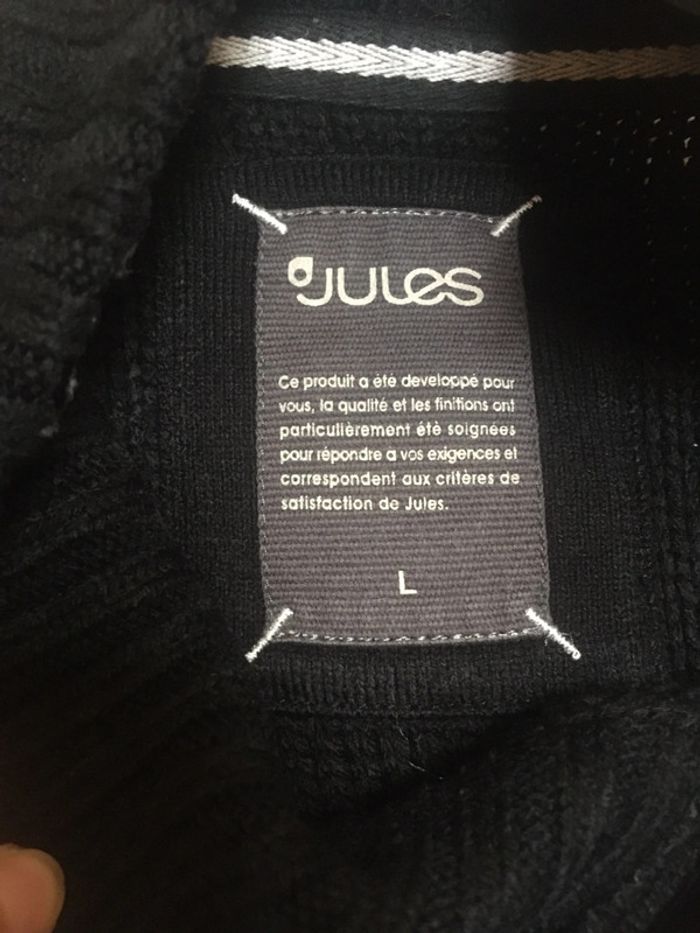 JULES
Ce produit a été developpé pour
vous, la qualité et les finitions ont
particulièrement été soignées
pour répondre a vos exigences et
correspondent aux critères de
satisfaction de Jules.
L